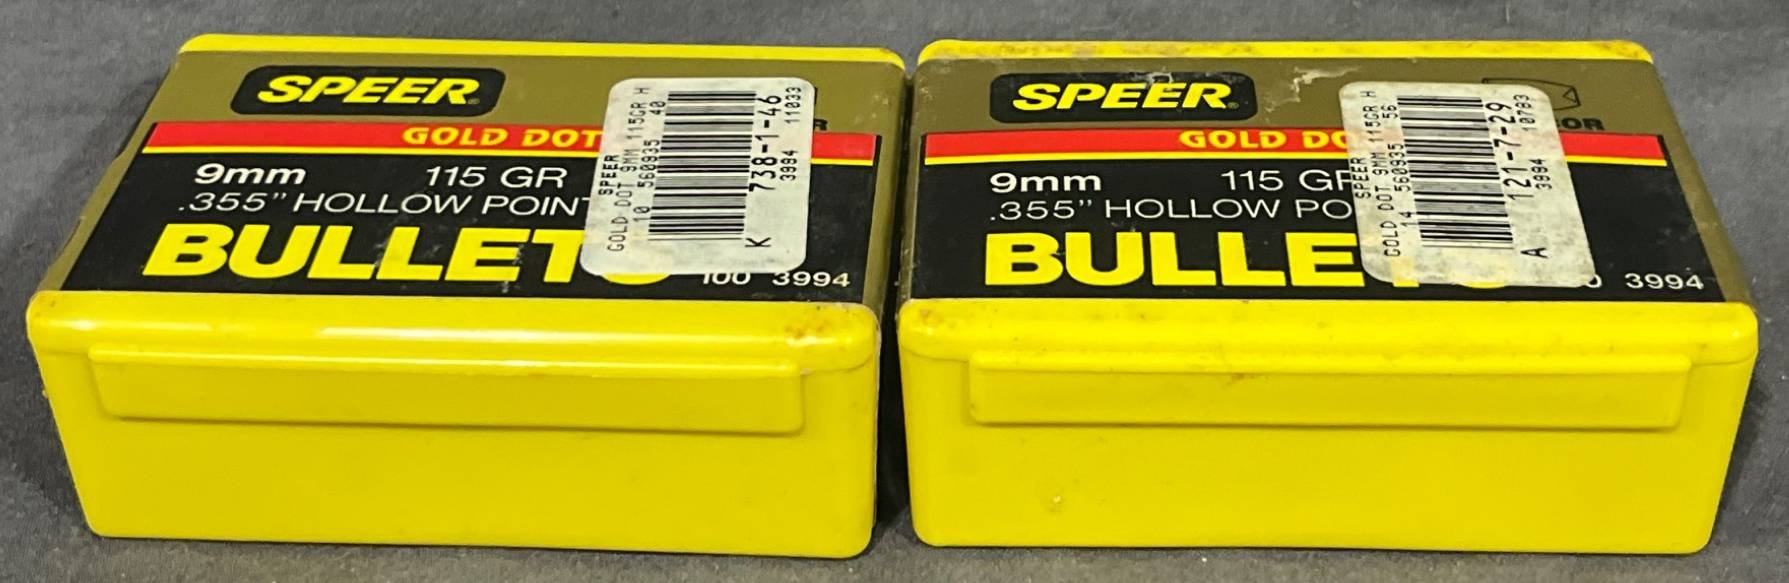 SPEER
GOLD DOT
9mm 115 GR
.355" HOLLOW POINT
BULLETS
100 3994
SPEER
GOLD DOT 9MM 115GR H
10 560935 40
K 738-1-46
3994 11033
SPEER
GOLD DO
9mm 115 GR
.355" HOLLOW PO
BULLE
3994
SPEER
GOLD DOT 9MM 115GR H
14 560935 56
A 121-7-29
3994 10783